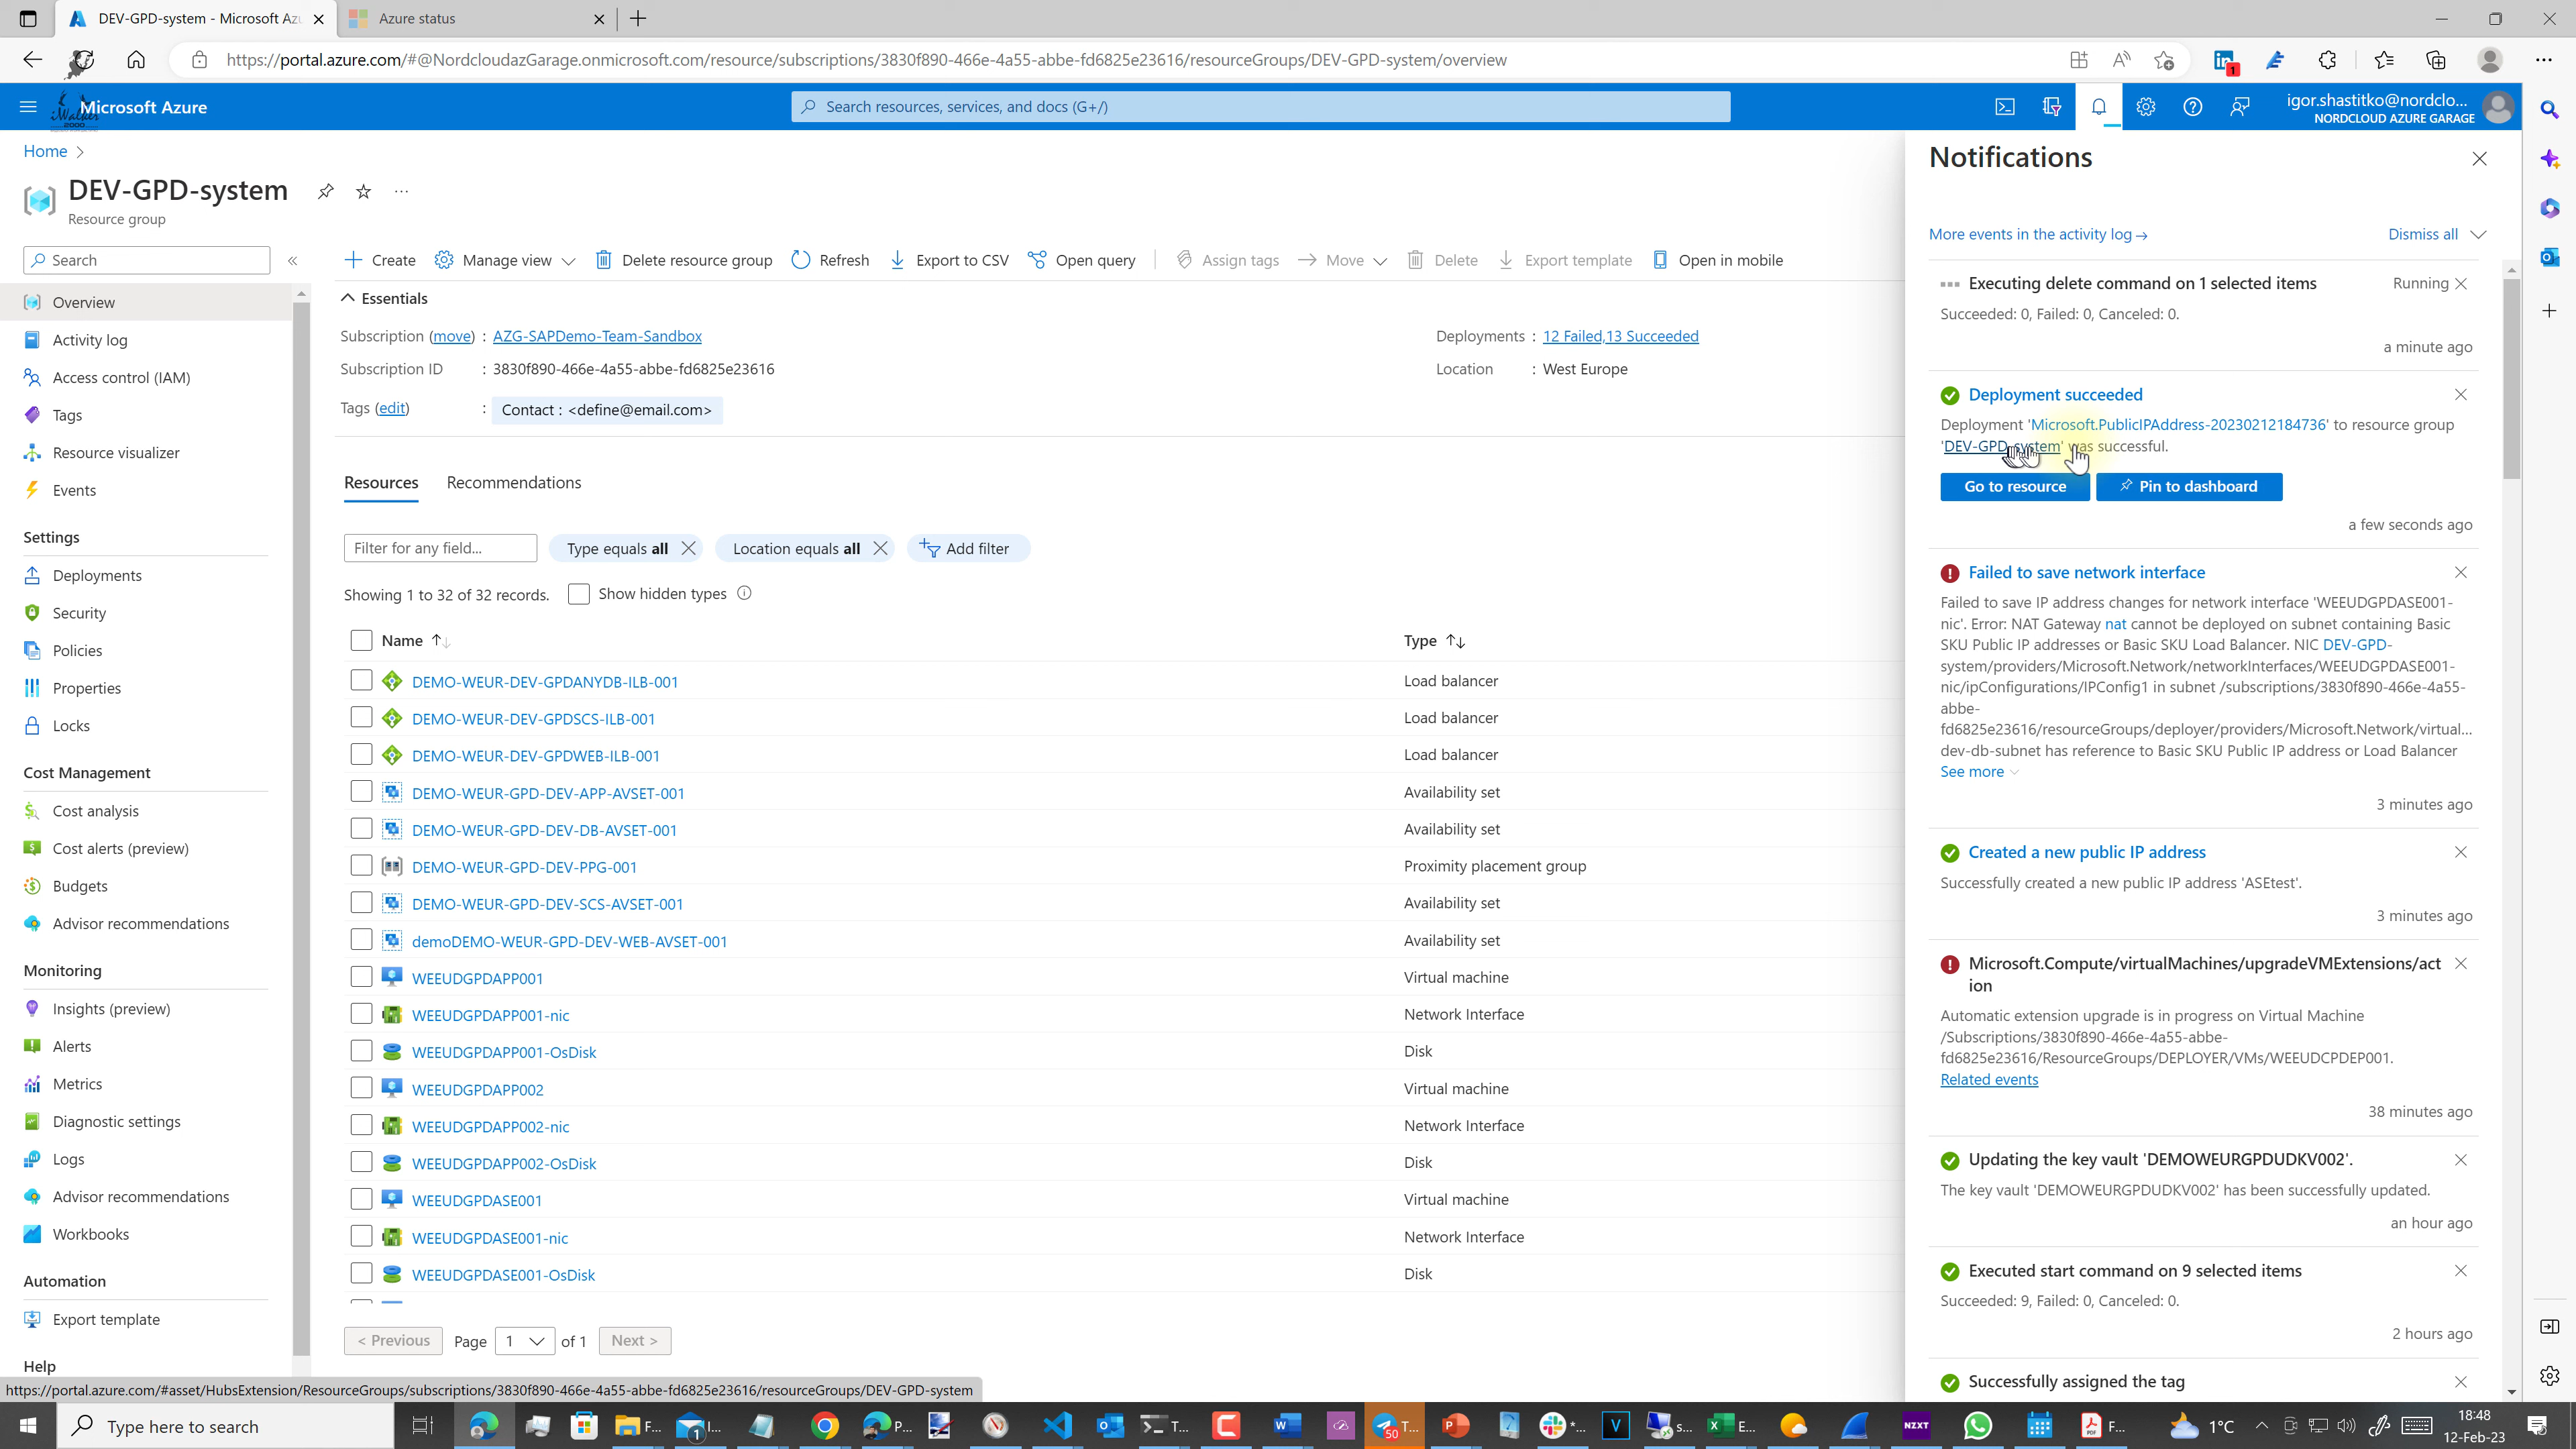 DEV-GPD-system - Microsoft Az
Azure status
https://portal.azure.com/#@NordcloudazGarage.onmicrosoft.com/resource/subscriptions/3830f890-466e-4a55-abbe-fd6825e23616/resourceGroups/DEV-GPD-system/overview
1
Microsoft Azure
iWalker
2000
Search resources, services, and docs (G+/)
igor.shastitko@nordclo...
NORDCLOUD AZURE GARAGE
Home
DEV-GPD-system
Resource group
Search
Overview
Activity log
Access control (IAM)
Tags
Resource visualizer
Events
Settings
Deployments
Security
Policies
Properties
Locks
Cost Management
Cost analysis
Cost alerts (preview)
Budgets
Advisor recommendations
Monitoring
Insights (preview)
Alerts
Metrics
Diagnostic settings
Logs
Advisor recommendations
Workbooks
Automation
Export template
Help
Create Manage view Delete resource group Refresh Export to CSV Open query Assign tags Move Delete Export template Open in mobile
Essentials
Subscription (move) : AZG-SAPDemo-Team-Sandbox
Subscription ID : 3830f890-466e-4a55-abbe-fd6825e23616
Tags (edit) : Contact : <define@email.com>
Deployments : 12 Failed,13 Succeeded
Location : West Europe
Resources Recommendations
Filter for any field... Type equals all Location equals all Add filter
Showing 1 to 32 of 32 records. Show hidden types
Name Type
DEMO-WEUR-DEV-GPDANYDB-ILB-001 Load balancer
DEMO-WEUR-DEV-GPDSCS-ILB-001 Load balancer
DEMO-WEUR-DEV-GPDWEB-ILB-001 Load balancer
DEMO-WEUR-GPD-DEV-APP-AVSET-001 Availability set
DEMO-WEUR-GPD-DEV-DB-AVSET-001 Availability set
DEMO-WEUR-GPD-DEV-PPG-001 Proximity placement group
DEMO-WEUR-GPD-DEV-SCS-AVSET-001 Availability set
demoDEMO-WEUR-GPD-DEV-WEB-AVSET-001 Availability set
WEEUDGPDAPP001 Virtual machine
WEEUDGPDAPP001-nic Network Interface
WEEUDGPDAPP001-OsDisk Disk
WEEUDGPDAPP002 Virtual machine
WEEUDGPDAPP002-nic Network Interface
WEEUDGPDAPP002-OsDisk Disk
WEEUDGPDASE001 Virtual machine
WEEUDGPDASE001-nic Network Interface
WEEUDGPDASE001-OsDisk Disk
< Previous Page 1 of 1 Next >
Notifications
More events in the activity log → Dismiss all
Executing delete command on 1 selected items Running
Succeeded: 0, Failed: 0, Canceled: 0.
a minute ago
Deployment succeeded
Deployment 'Microsoft.PublicIPAddress-20230212184736' to resource group
'DEV-GPD-system' was successful.
Go to resource Pin to dashboard
a few seconds ago
Failed to save network interface
Failed to save IP address changes for network interface 'WEEUDGPDASE001-
nic'. Error: NAT Gateway nat cannot be deployed on subnet containing Basic
SKU Public IP addresses or Basic SKU Load Balancer. NIC DEV-GPD-
system/providers/Microsoft.Network/networkInterfaces/WEEUDGPDASE001-
nic/ipConfigurations/IPConfig1 in subnet /subscriptions/3830f890-466e-4a55-
abbe-
fd6825e23616/resourceGroups/deployer/providers/Microsoft.Network/virtual...
dev-db-subnet has reference to Basic SKU Public IP address or Load Balancer
See more
3 minutes ago
Created a new public IP address
Successfully created a new public IP address 'ASEtest'.
3 minutes ago
Microsoft.Compute/virtualMachines/upgradeVMExtensions/act
ion
Automatic extension upgrade is in progress on Virtual Machine
/Subscriptions/3830f890-466e-4a55-abbe-
fd6825e23616/ResourceGroups/DEPLOYER/VMs/WEEUDCPDEP001.
Related events
38 minutes ago
Updating the key vault 'DEMOWEURGPDUDKV002'.
The key vault 'DEMOWEURGPDUDKV002' has been successfully updated.
an hour ago
Executed start command on 9 selected items
Succeeded: 9, Failed: 0, Canceled: 0.
2 hours ago
Successfully assigned the tag
https://portal.azure.com/#asset/HubsExtension/ResourceGroups/subscriptions/3830f890-466e-4a55-abbe-fd6825e23616/resourceGroups/DEV-GPD-system
Type here to search
F... 1 I... P... T... 50 T... *... V s... E... NZXT F... 1°C
18:48
12-Feb-23